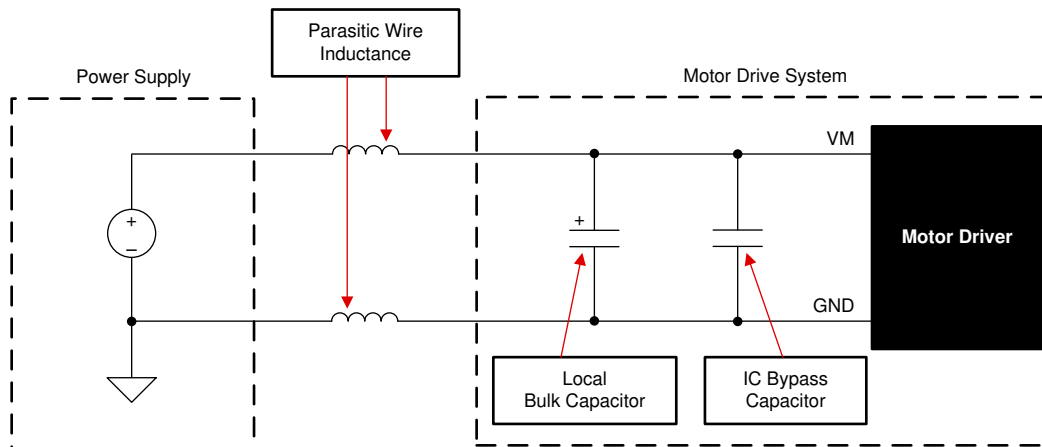 Parasitic Wire
Inductance
Power Supply
Motor Drive System
VM
+
–
+
Motor Driver
GND
Local
Bulk Capacitor
IC Bypass
Capacitor